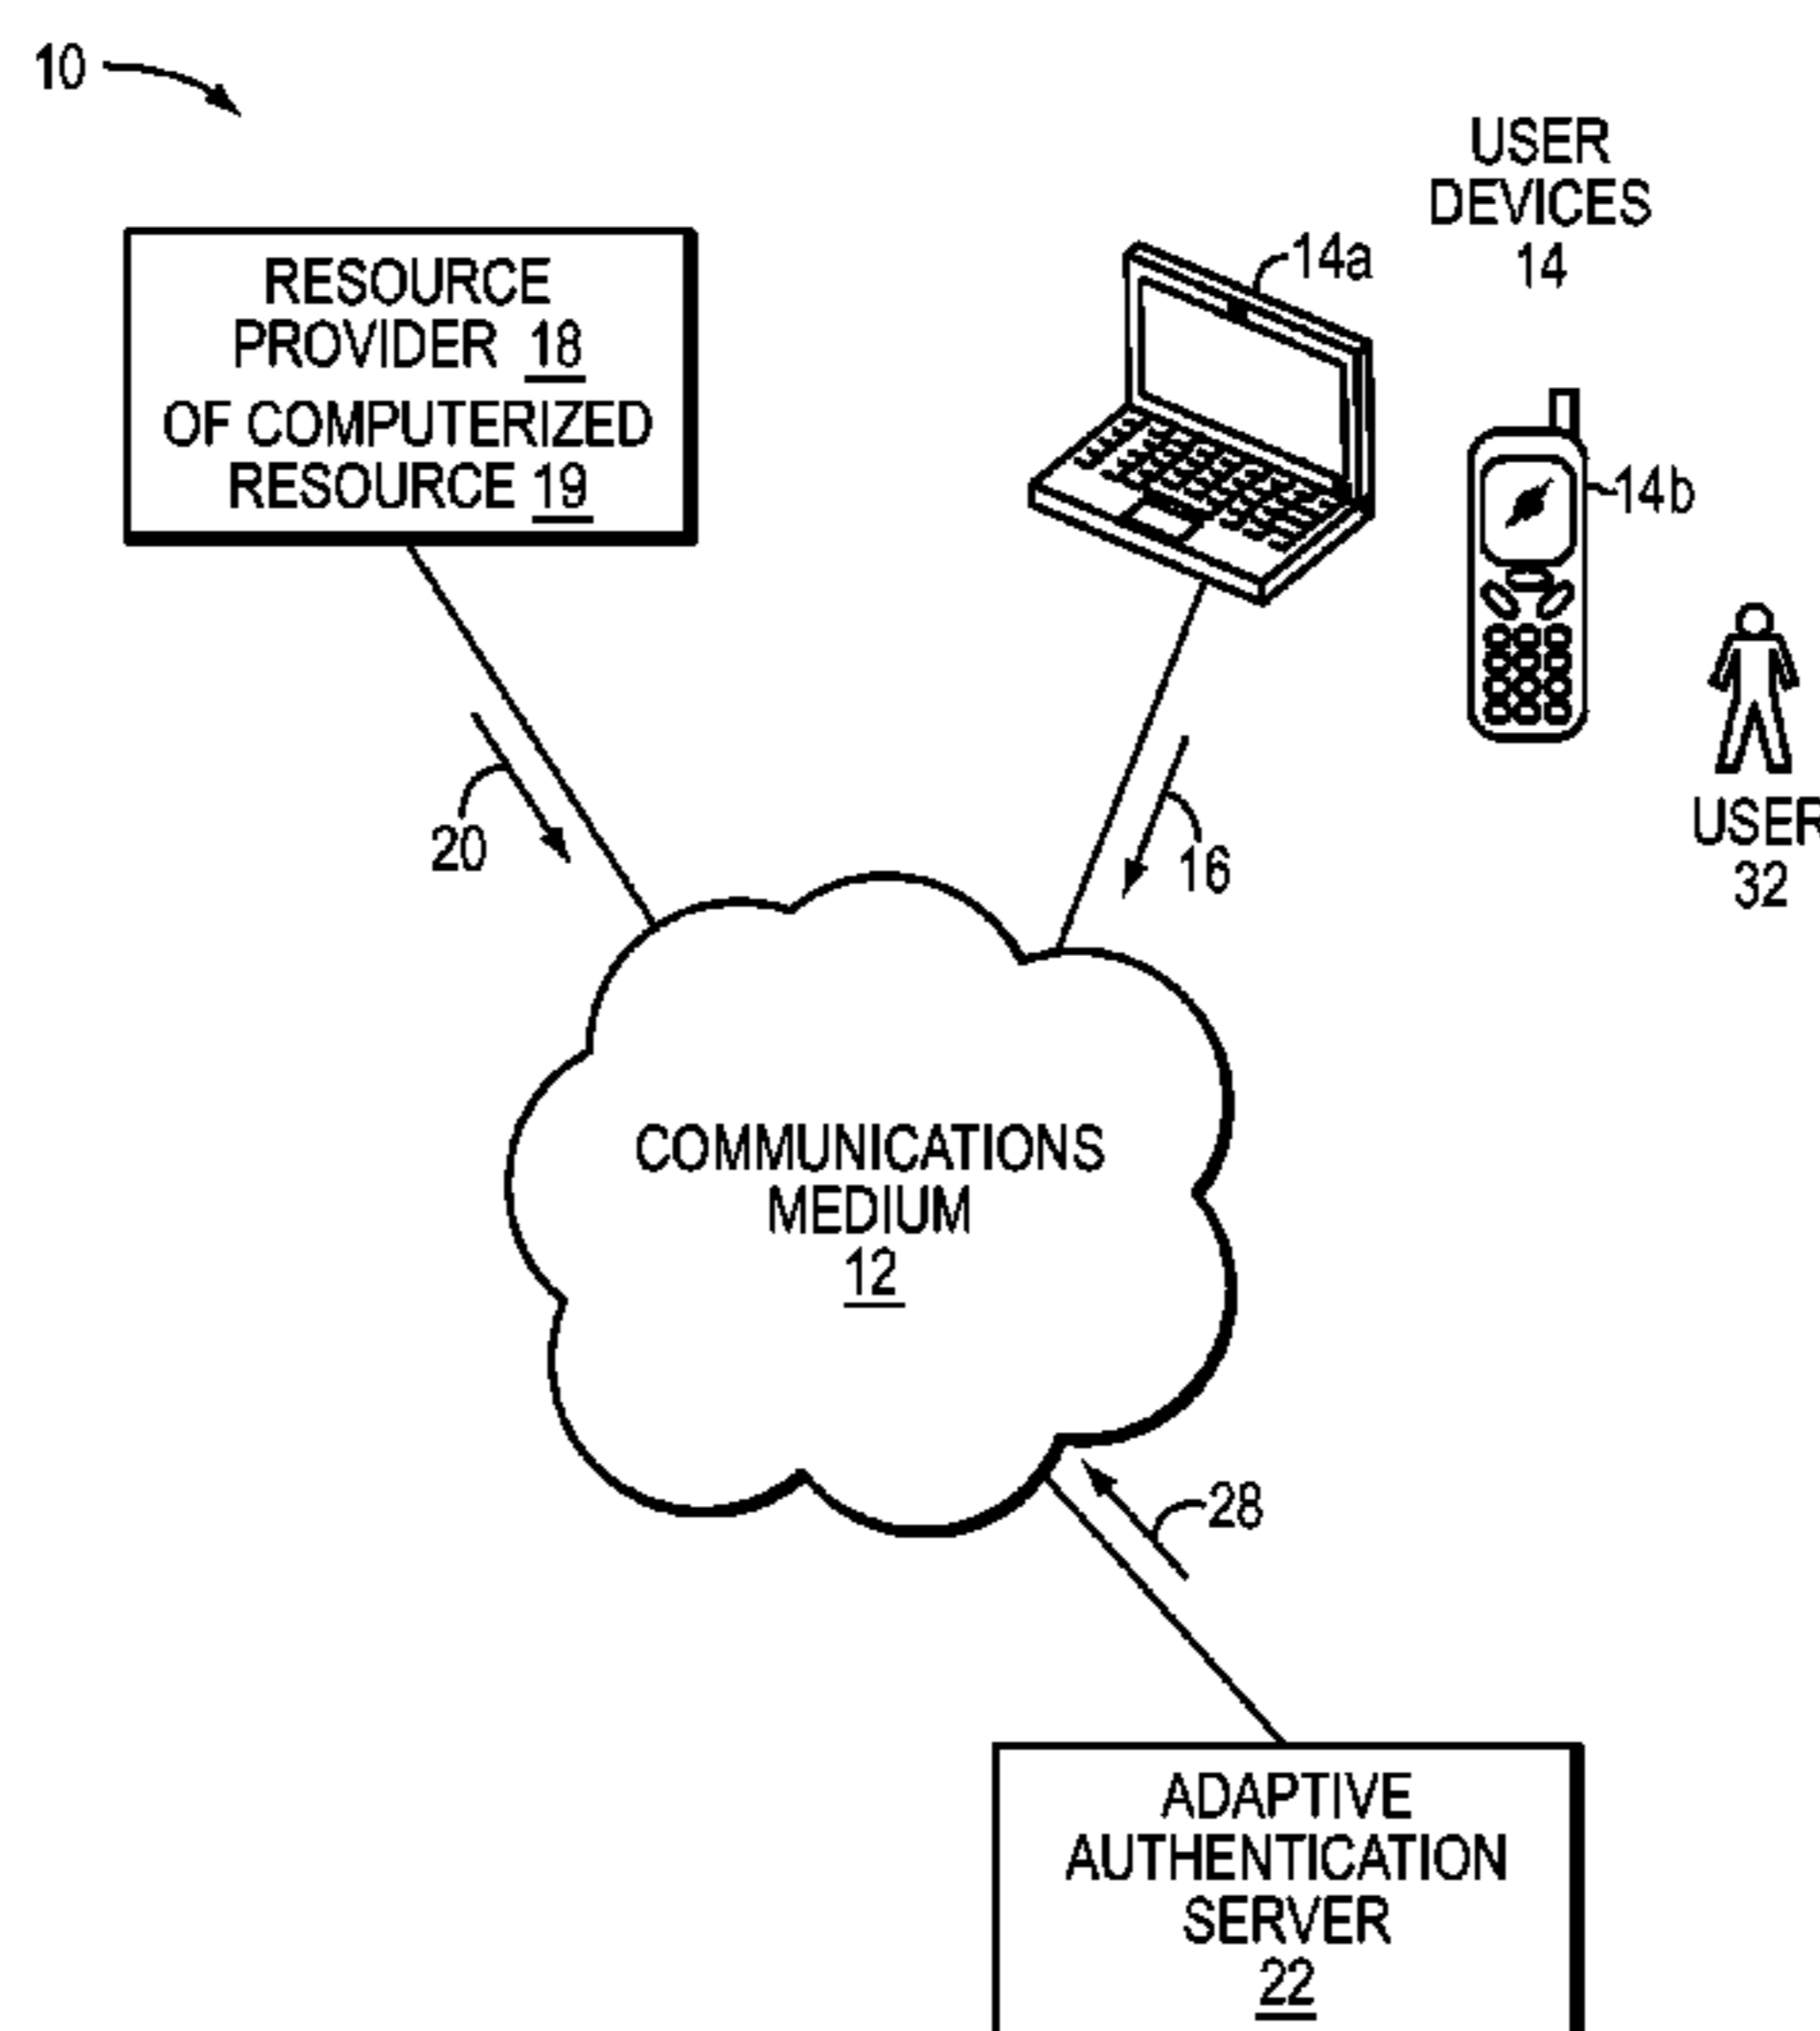 10
USER
DEVICES
14
14a
RESOURCE
PROVIDER 18
OF COMPUTERIZED
RESOURCE 19
14b
USER
32
20
16
COMMUNICATIONS
MEDIUM
12
28
ADAPTIVE
AUTHENTICATION
SERVER
22